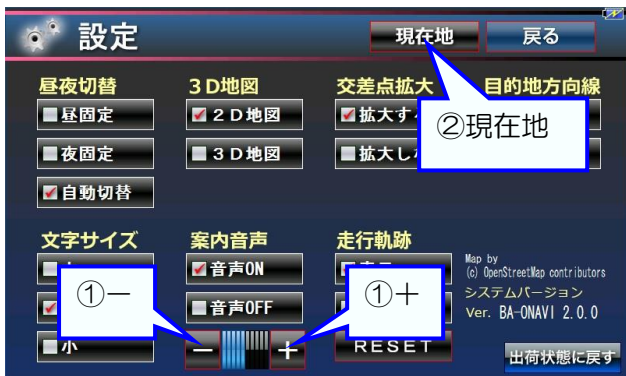 設定
現在地
戻る
昼夜切替
3D地図
交差点拡大
目的地方向線
昼固定
2D地図
拡大す
夜固定
3D地図
拡大し
②現在地
自動切替
文字サイズ
案内音声
走行軌跡
音声ON
Map by
(c) OpenStreetMap contributors
①－
音声OFF
①＋
システムバージョン
Ver. BA-ONAVI 2.0.0
小
－
＋
RESET
出荷状態に戻す